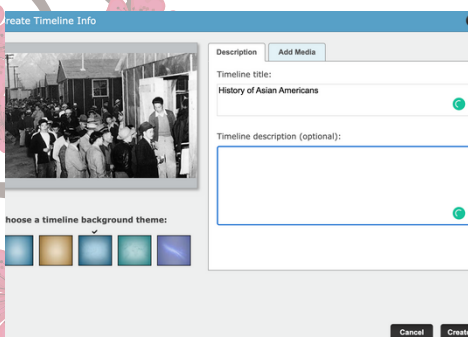 reate Timeline Info
Description
Add Media
Timeline title:
History of Asian Americans
Timeline description (optional):
hoose a timeline background theme:
Cancel
Create